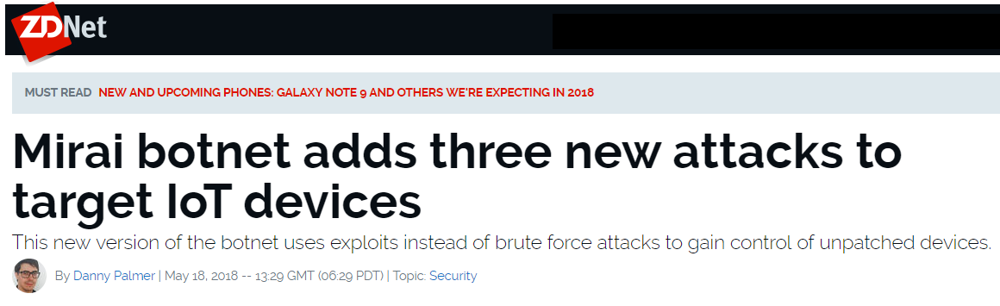 ZDNet
MUST READ NEW AND UPCOMING PHONES: GALAXY NOTE 9 AND OTHERS WE'RE EXPECTING IN 2018
Mirai botnet adds three new attacks to
target IoT devices
This new version of the botnet uses exploits instead of brute force attacks to gain control of unpatched devices.
By Danny Palmer | May 18, 2018 -- 13:29 GMT (06:29 PDT) | Topic: Security